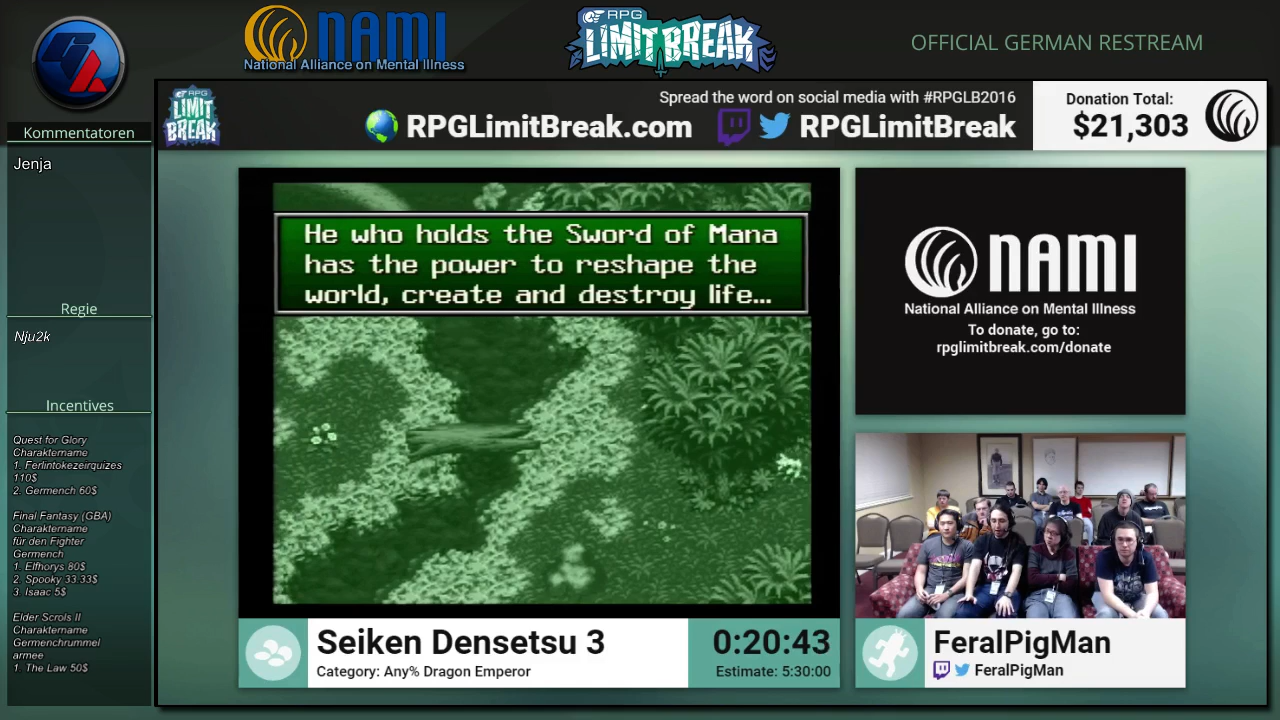 NAMI
National Alliance on Mental Illness
RPG
LIMIT BREAK
OFFICIAL GERMAN RESTREAM
Kommentatoren
Jenja
Regie
Nju2k
Incentives
Quest for Glory
Charaktername
1. Ferlintokezeirquizes
110$
2. Germench 60$
Final Fantasy (GBA)
Charaktername
für den Fighter
Germench
1. Elfhorys 80$
2. Spooky 33.33$
3. Isaac 5$
Elder Scrols II
Charaktername
Germenchrummel
armee
1. The Law 50$
RPG
LIMIT
BREAK
Spread the word on social media with #RPGLB2016
RPGLimitBreak.com
RPGLimitBreak
Donation Total:
$21,303
He who holds the Sword of Mana
has the power to reshape the
world, create and destroy life...
NAMI
National Alliance on Mental Illness
To donate, go to:
rpglimitbreak.com/donate
Seiken Densetsu 3
Category: Any% Dragon Emperor
0:20:43
Estimate: 5:30:00
FeralPigMan
FeralPigMan